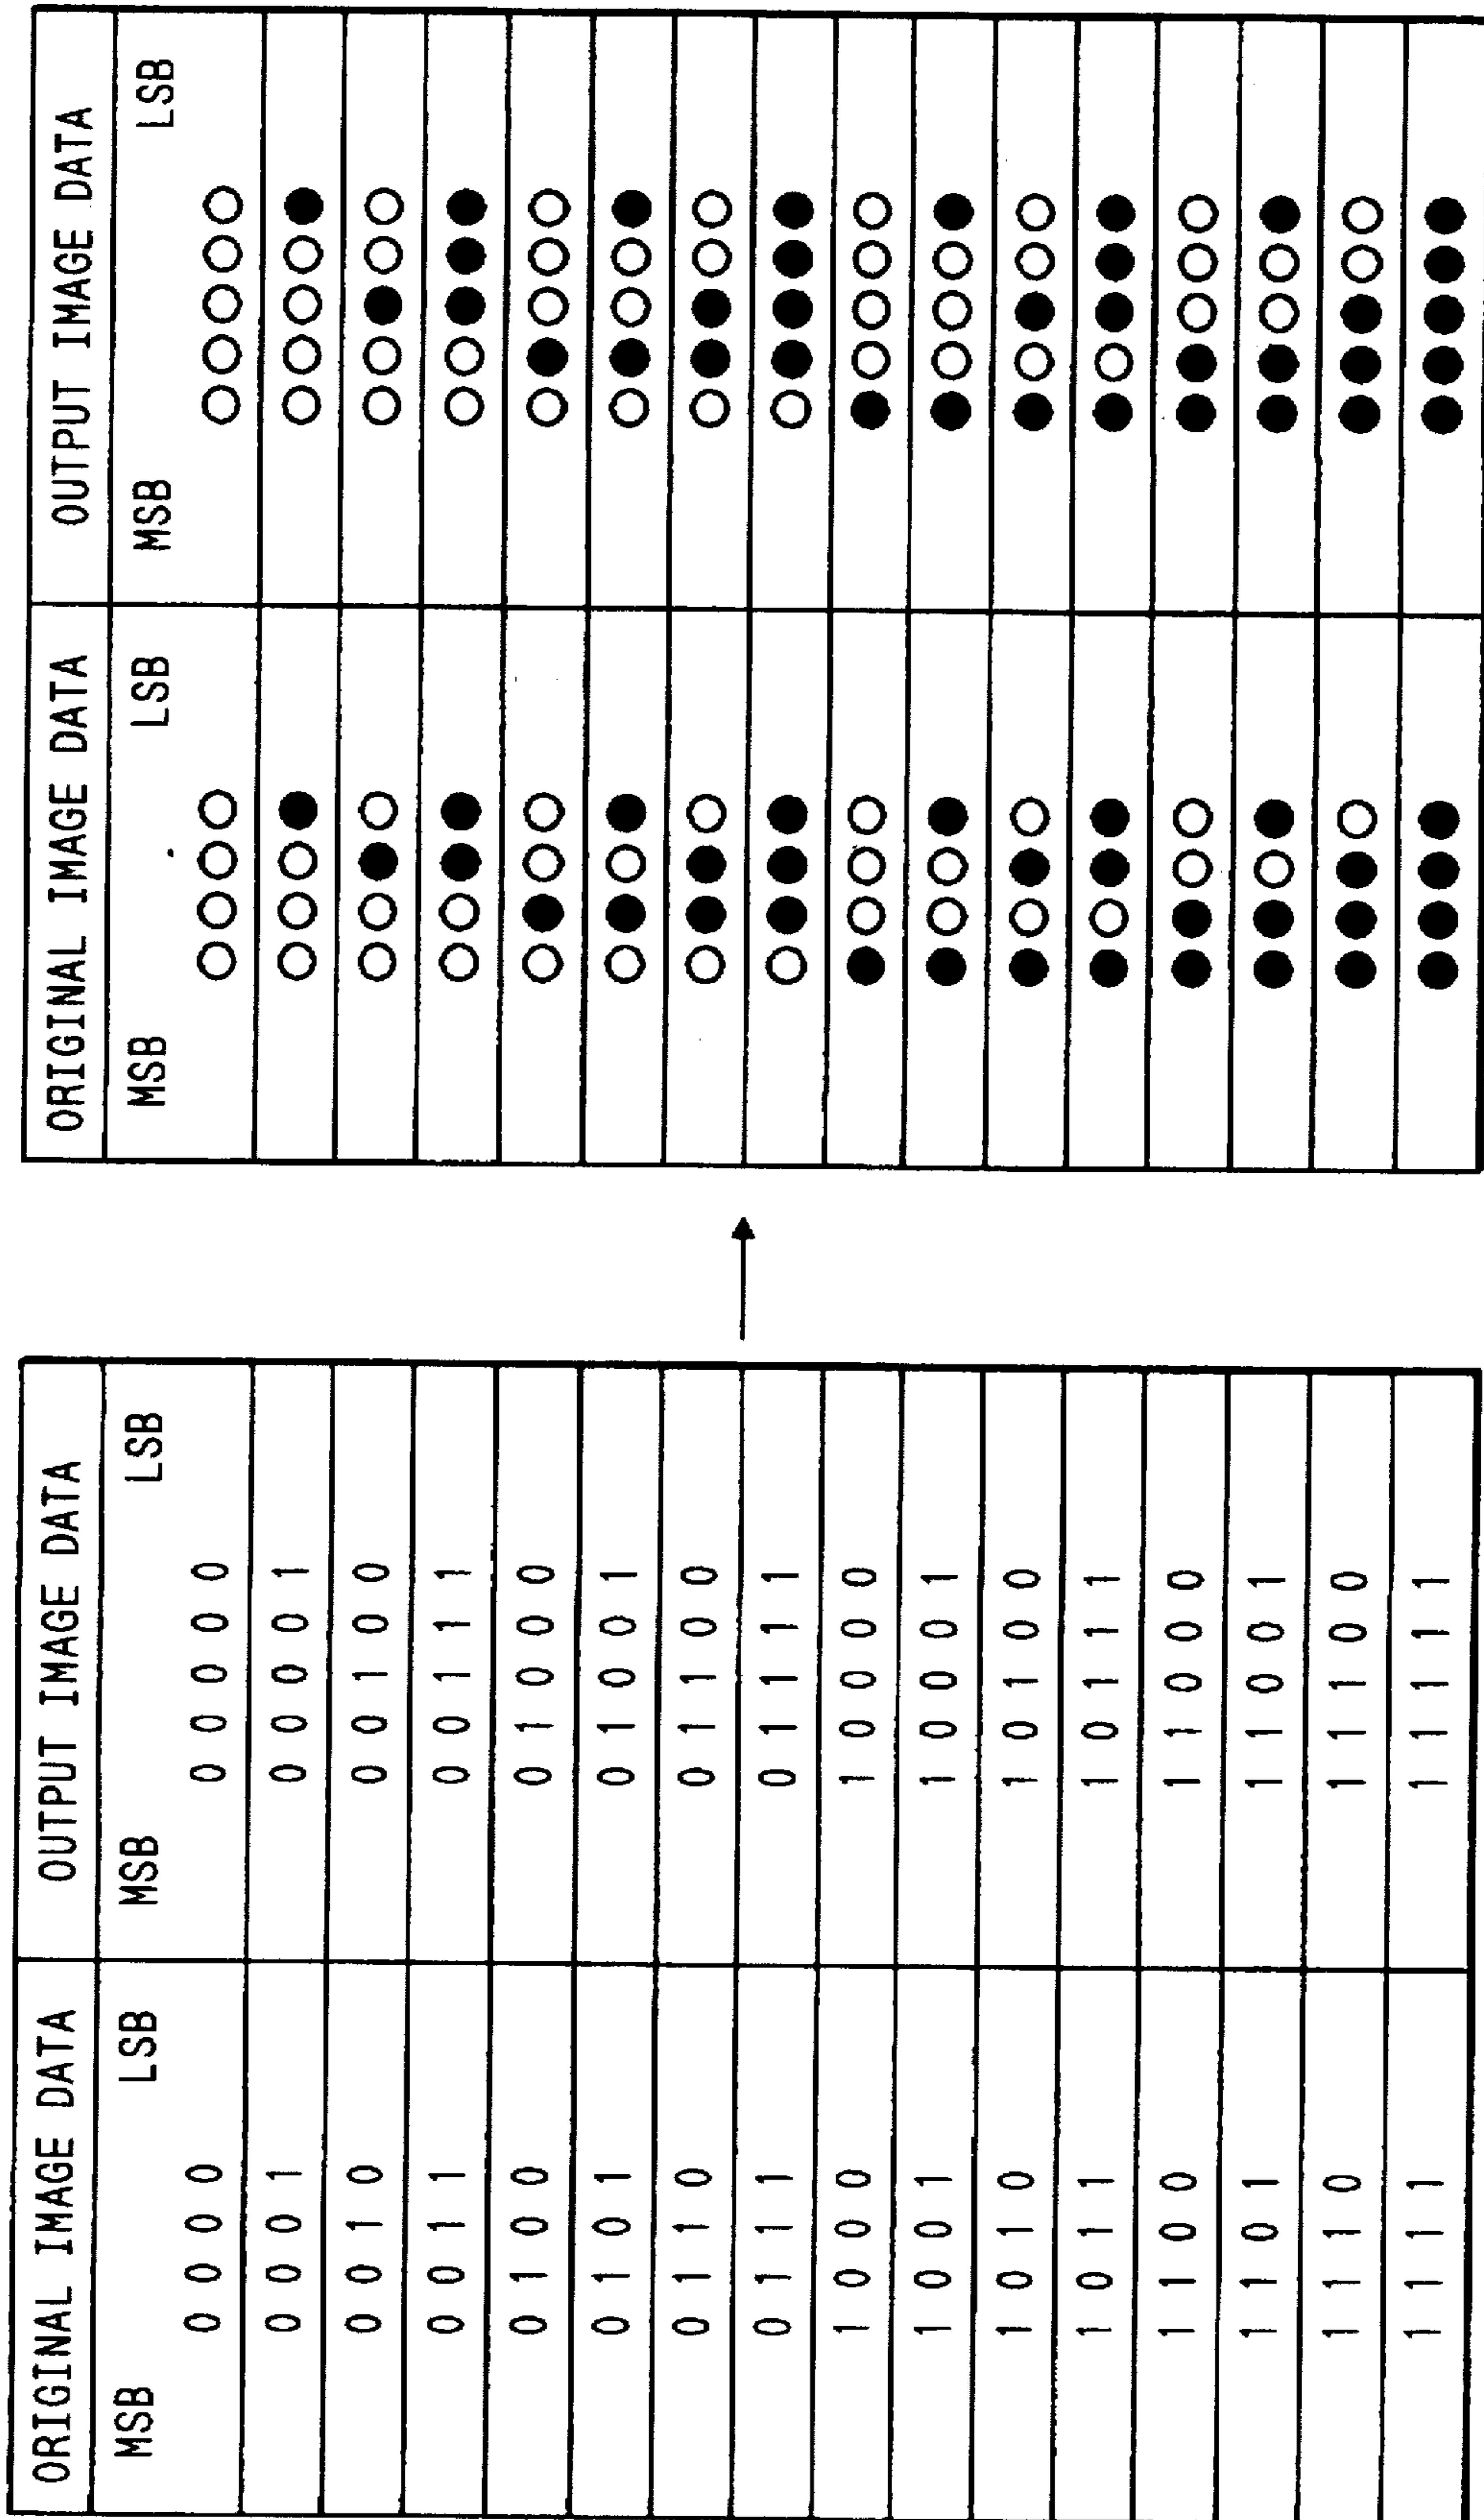 ORIGINAL IMAGE DATA OUTPUT IMAGE DATA
MSB LSB MSB LSB
0 0 0 0 0 0 0 0 0
0 0 0 1 0 0 0 0 1
0 0 1 0 0 0 1 0 0
0 0 1 1 0 0 1 1 1
0 1 0 0 0 1 0 0 0
0 1 0 1 0 1 0 0 1
0 1 1 0 0 1 1 0 0
0 1 1 1 0 1 1 1 1
1 0 0 0 1 0 0 0 0
1 0 0 1 1 0 0 0 1
1 0 1 0 1 0 1 0 0
1 0 1 1 1 0 1 1 1
1 1 0 0 1 1 0 0 0
1 1 0 1 1 1 0 0 1
1 1 1 0 1 1 1 0 0
1 1 1 1 1 1 1 1 1
ORIGINAL IMAGE DATA OUTPUT IMAGE DATA
MSB LSB MSB LSB